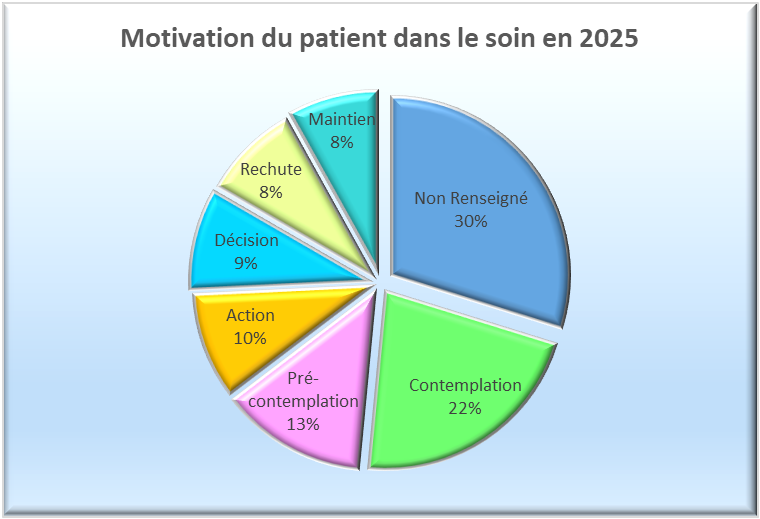 Motivation du patient dans le soin en 2025
Maintien
8%
Non Renseigné
30%
Rechute
8%
Décision
9%
Action
10%
Pré-
contemplation
13%
Contemplation
22%